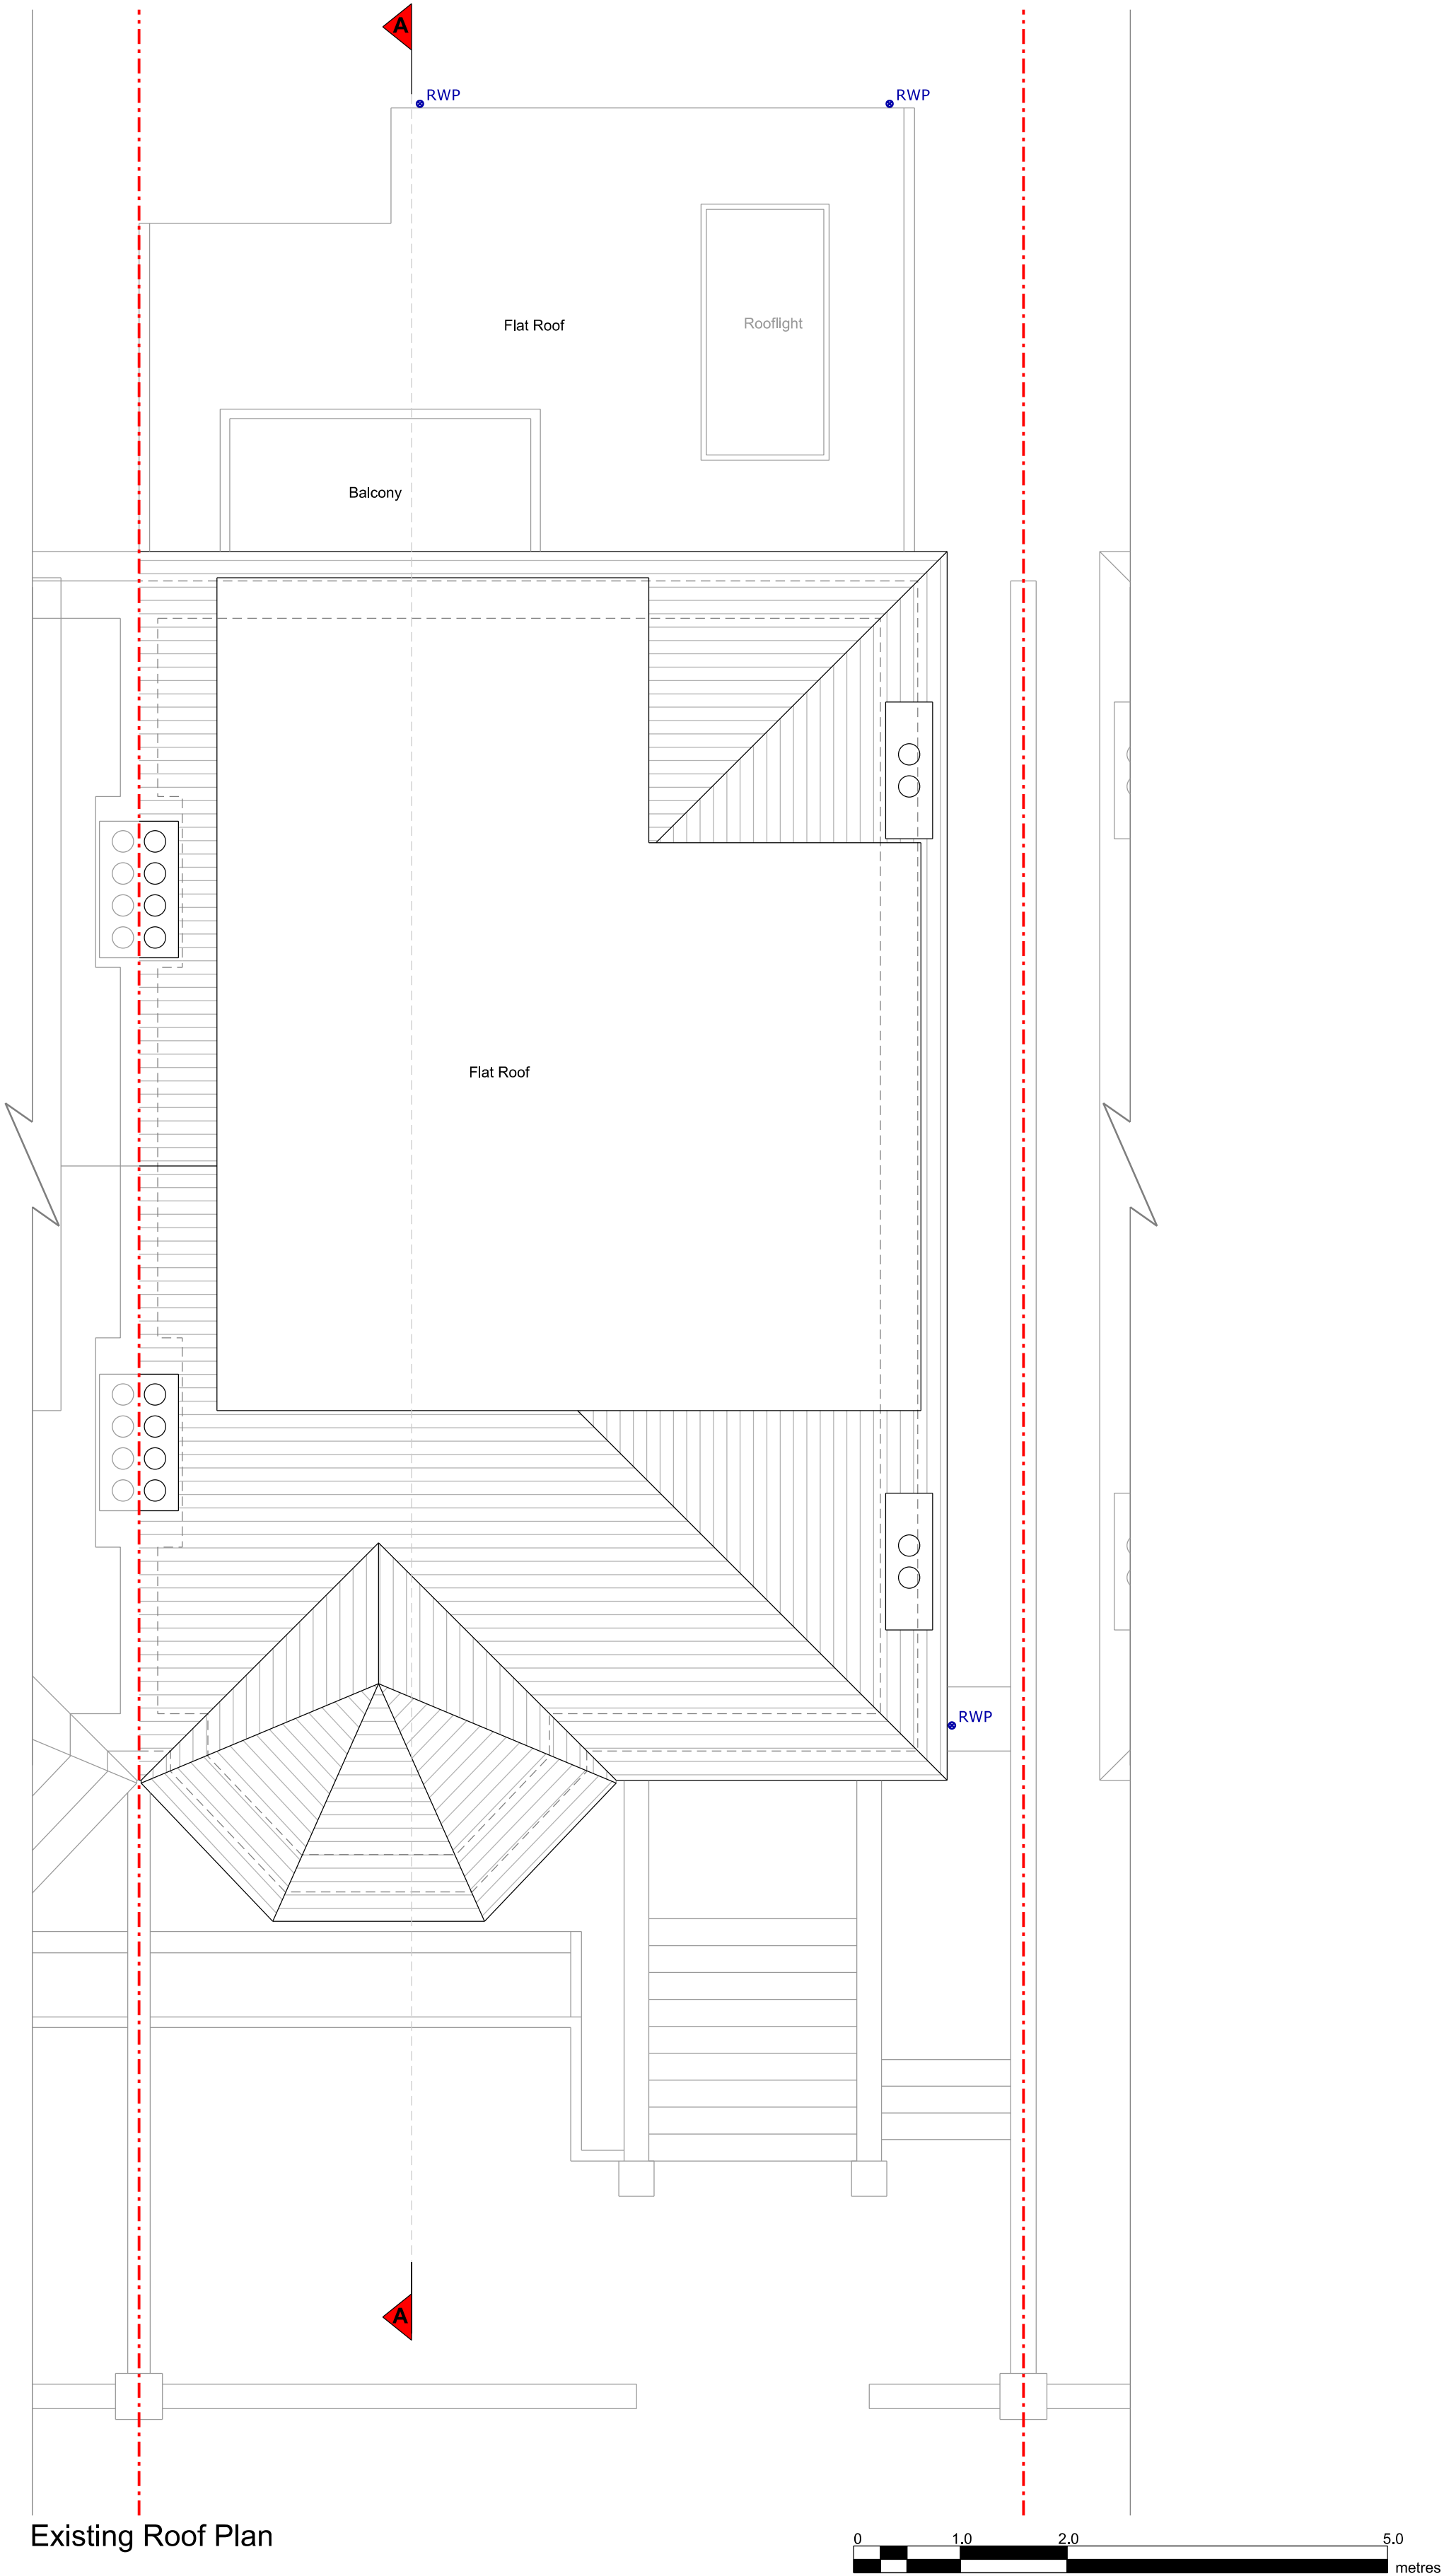 A
RWP
RWP
Flat Roof
Rooflight
Balcony
Flat Roof
RWP
A
Existing Roof Plan
0 1.0 2.0 5.0
metres